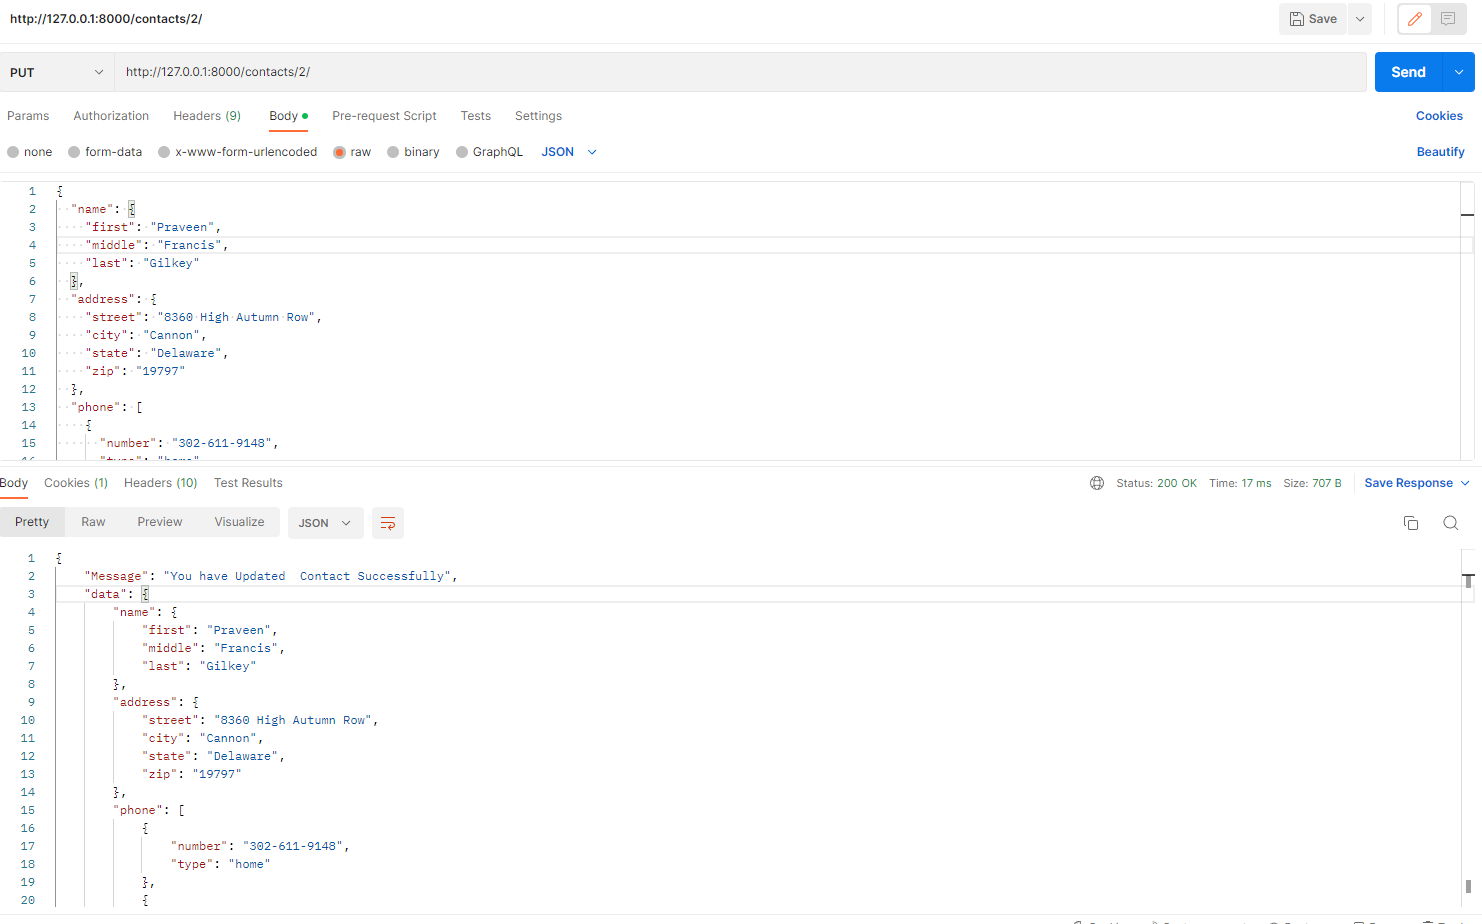 http://127.0.0.1:8000/contacts/2/
Save
PUT
http://127.0.0.1:8000/contacts/2/
Send
Params Authorization Headers (9) Body Pre-request Script Tests Settings
Cookies
none form-data x-www-form-urlencoded raw binary GraphQL JSON
Beautify
1 {
2 "name": {
3 "first": "Praveen",
4 "middle": "Francis",
5 "last": "Gilkey"
6 },
7 "address": {
8 "street": "8360 High Autumn Row",
9 "city": "Cannon",
10 "state": "Delaware",
11 "zip": "19797"
12 },
13 "phone": [
14 {
15 "number": "302-611-9148",
16 "type": "home"
Body Cookies (1) Headers (10) Test Results
Status: 200 OK Time: 17 ms Size: 707 B Save Response
Pretty Raw Preview Visualize JSON
1 {
2 "Message": "You have Updated  Contact Successfully",
3 "data": {
4 "name": {
5 "first": "Praveen",
6 "middle": "Francis",
7 "last": "Gilkey"
8 },
9 "address": {
10 "street": "8360 High Autumn Row",
11 "city": "Cannon",
12 "state": "Delaware",
13 "zip": "19797"
14 },
15 "phone": [
16 {
17 "number": "302-611-9148",
18 "type": "home"
19 },
20 {